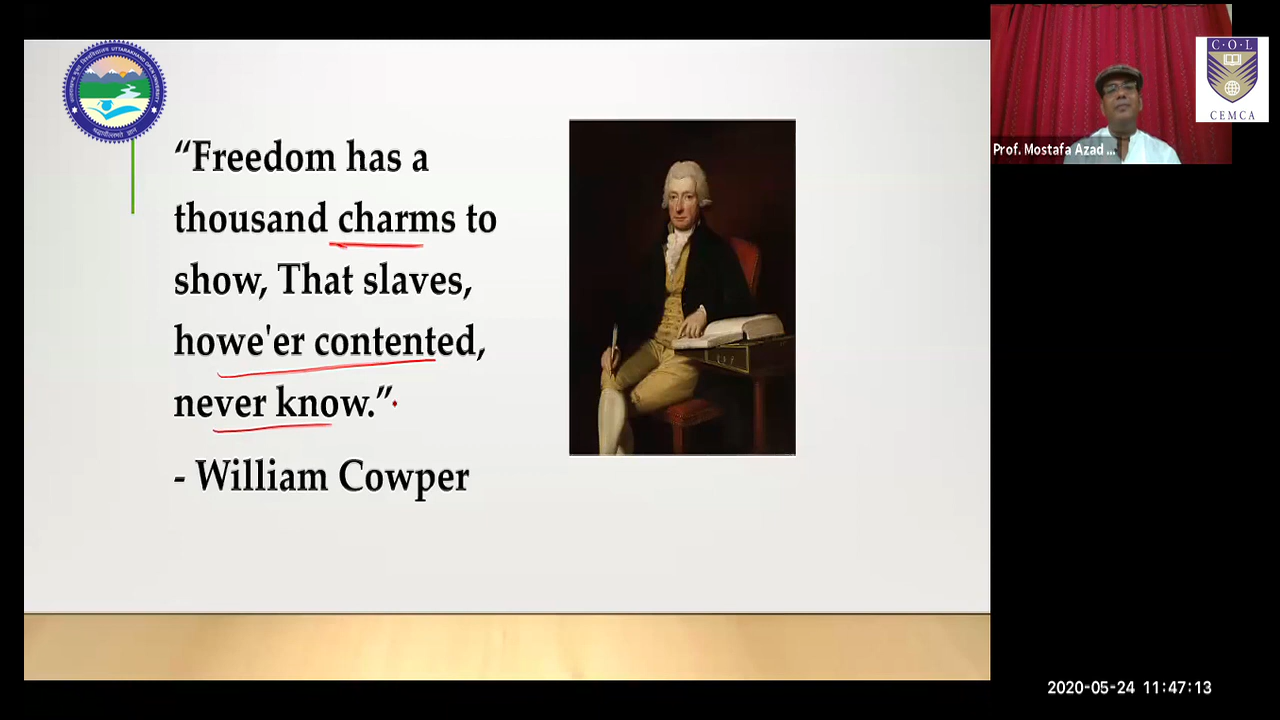 “Freedom has a
thousand charms to
show, That slaves,
howe'er contented,
never know.”
- William Cowper
C·O·L
CEMCA
Prof. Mostafa Azad ...
2020-05-24 11:47:13